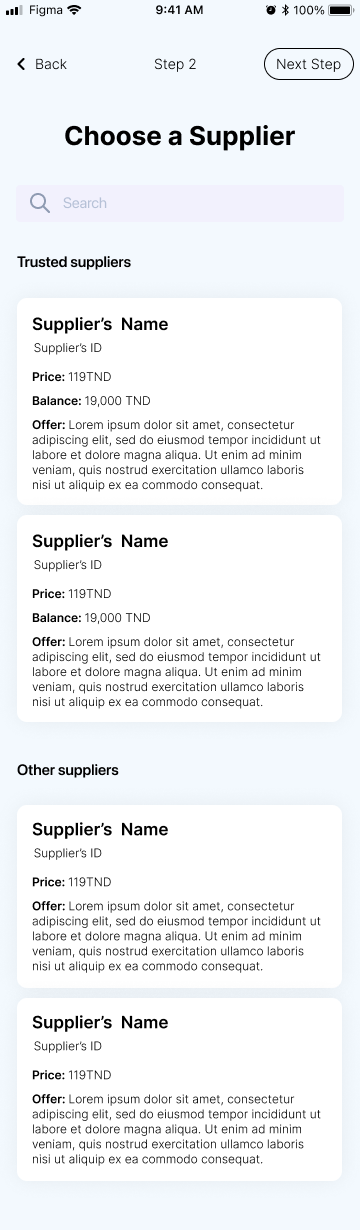 Figma 9:41 AM 100%
Back Step 2 Next Step
Choose a Supplier
Search
Trusted suppliers
Supplier's Name
Supplier's ID
Price: 119TND
Balance: 19,000 TND
Offer: Lorem ipsum dolor sit amet, consectetur
adipiscing elit, sed do eiusmod tempor incididunt ut
labore et dolore magna aliqua. Ut enim ad minim
veniam, quis nostrud exercitation ullamco laboris
nisi ut aliquip ex ea commodo consequat.
Supplier's Name
Supplier's ID
Price: 119TND
Balance: 19,000 TND
Offer: Lorem ipsum dolor sit amet, consectetur
adipiscing elit, sed do eiusmod tempor incididunt ut
labore et dolore magna aliqua. Ut enim ad minim
veniam, quis nostrud exercitation ullamco laboris
nisi ut aliquip ex ea commodo consequat.
Other suppliers
Supplier's Name
Supplier's ID
Price: 119TND
Offer: Lorem ipsum dolor sit amet, consectetur
adipiscing elit, sed do eiusmod tempor incididunt ut
labore et dolore magna aliqua. Ut enim ad minim
veniam, quis nostrud exercitation ullamco laboris
nisi ut aliquip ex ea commodo consequat.
Supplier's Name
Supplier's ID
Price: 119TND
Offer: Lorem ipsum dolor sit amet, consectetur
adipiscing elit, sed do eiusmod tempor incididunt ut
labore et dolore magna aliqua. Ut enim ad minim
veniam, quis nostrud exercitation ullamco laboris
nisi ut aliquip ex ea commodo consequat.